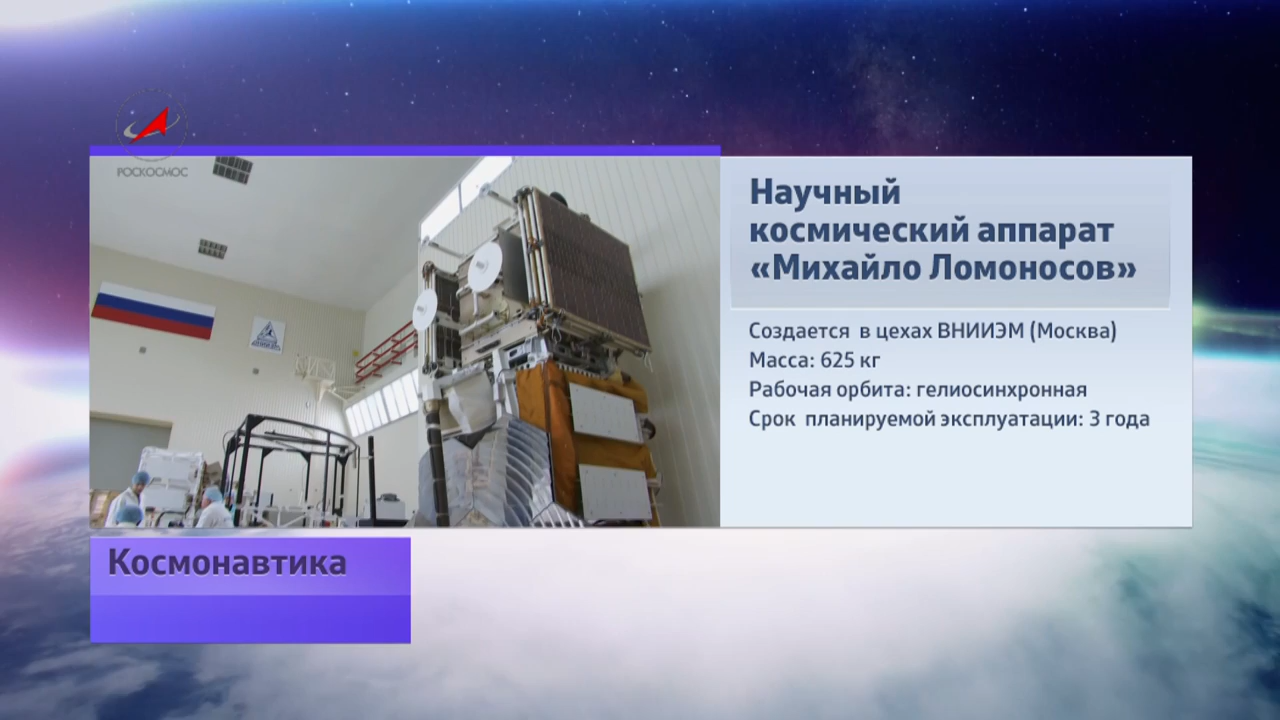 РОСКОСМОС
Научный
космический аппарат
«Михайло Ломоносов»
Создается в цехах ВНИИЭМ (Москва)
Масса: 625 кг
Рабочая орбита: гелиосинхронная
Срок планируемой эксплуатации: 3 года
Космонавтика